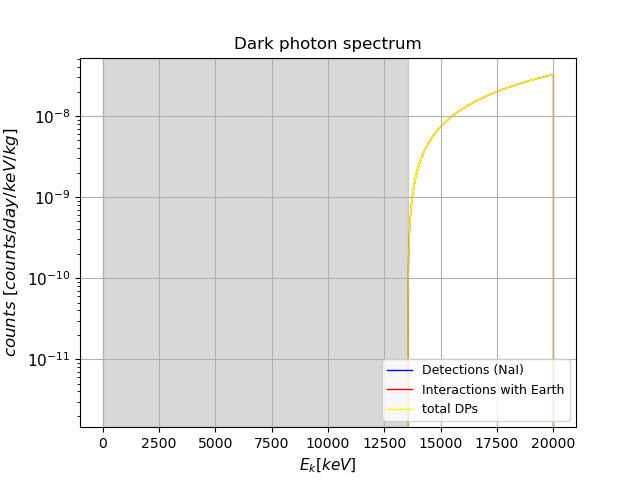 Dark photon spectrum
counts [counts/day/keV/kg]
10⁻⁸
10⁻⁹
10⁻¹⁰
10⁻¹¹
Detections (NaI)
Interactions with Earth
total DPs
0 2500 5000 7500 10000 12500 15000 17500 20000
Eₖ[keV]